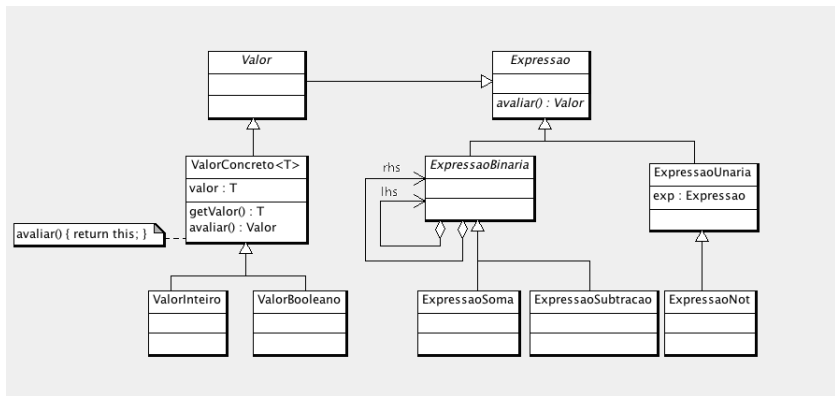 Valor
Expressao
avaliar() : Valor
ValorConcreto<T>
valor : T
getValor() : T
avaliar() : Valor
avaliar() { return this; }
rhs
lhs
ExpressaoBinaria
ExpressaoUnaria
exp : Expressao
ValorInteiro
ValorBooleano
ExpressaoSoma
ExpressaoSubtracao
ExpressaoNot